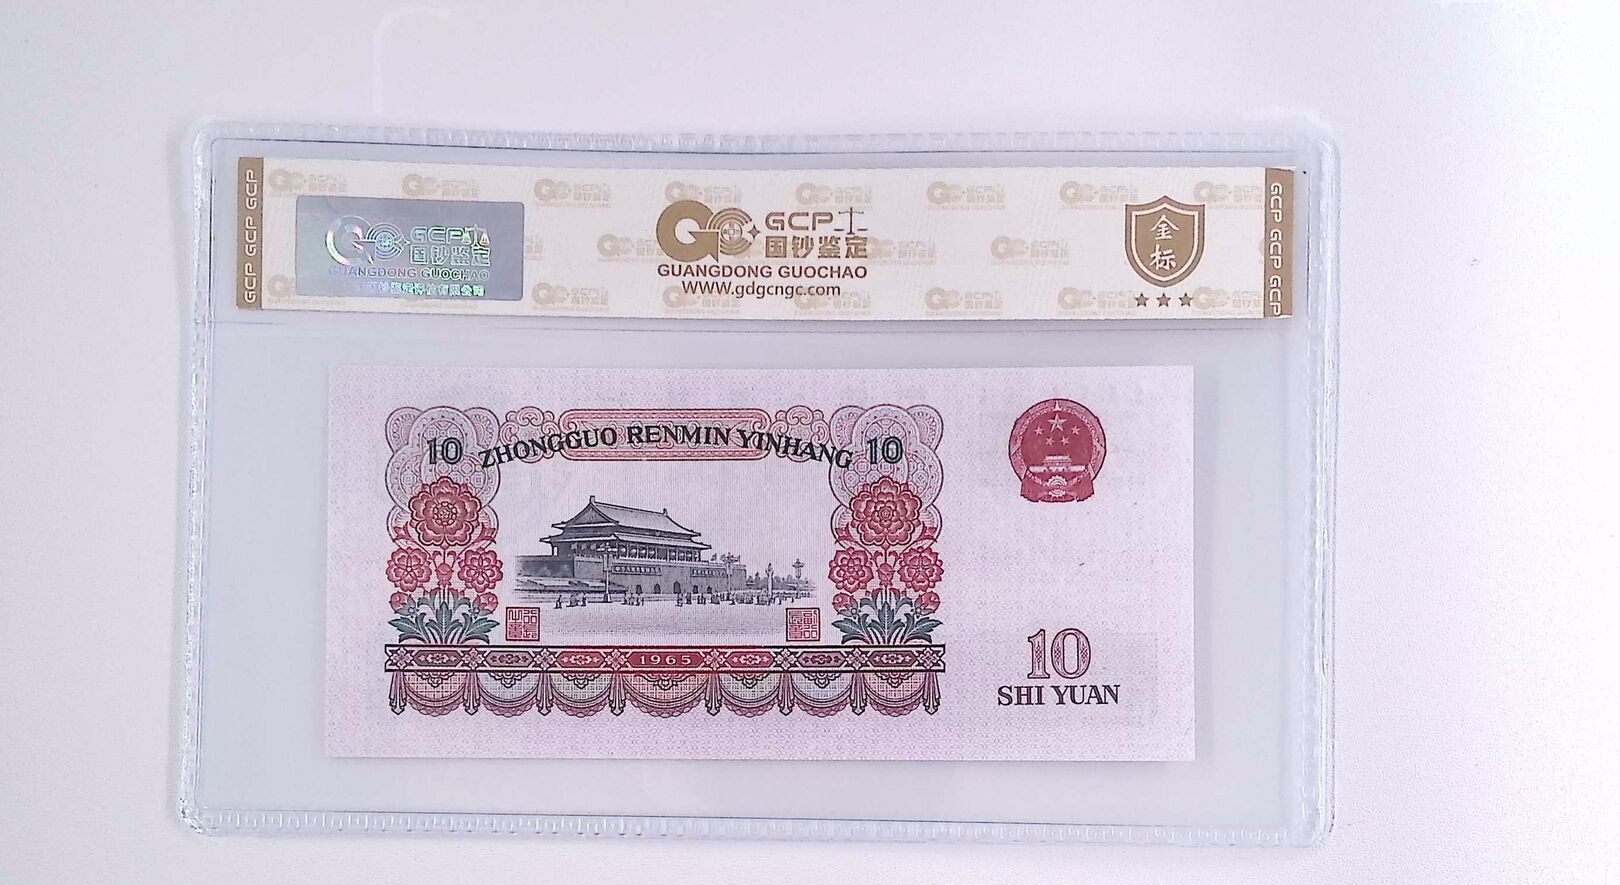 GCP GCP GCP
GCP
国钞鉴定
GUANGDONG GUOCHAO
GCP
国钞鉴定
GUANGDONG GUOCHAO
www.gdgcngc.com
金
标
GCP GCP GCP
10 ZHONGGUO RENMIN YINHANG 10
1965
10
SHI YUAN